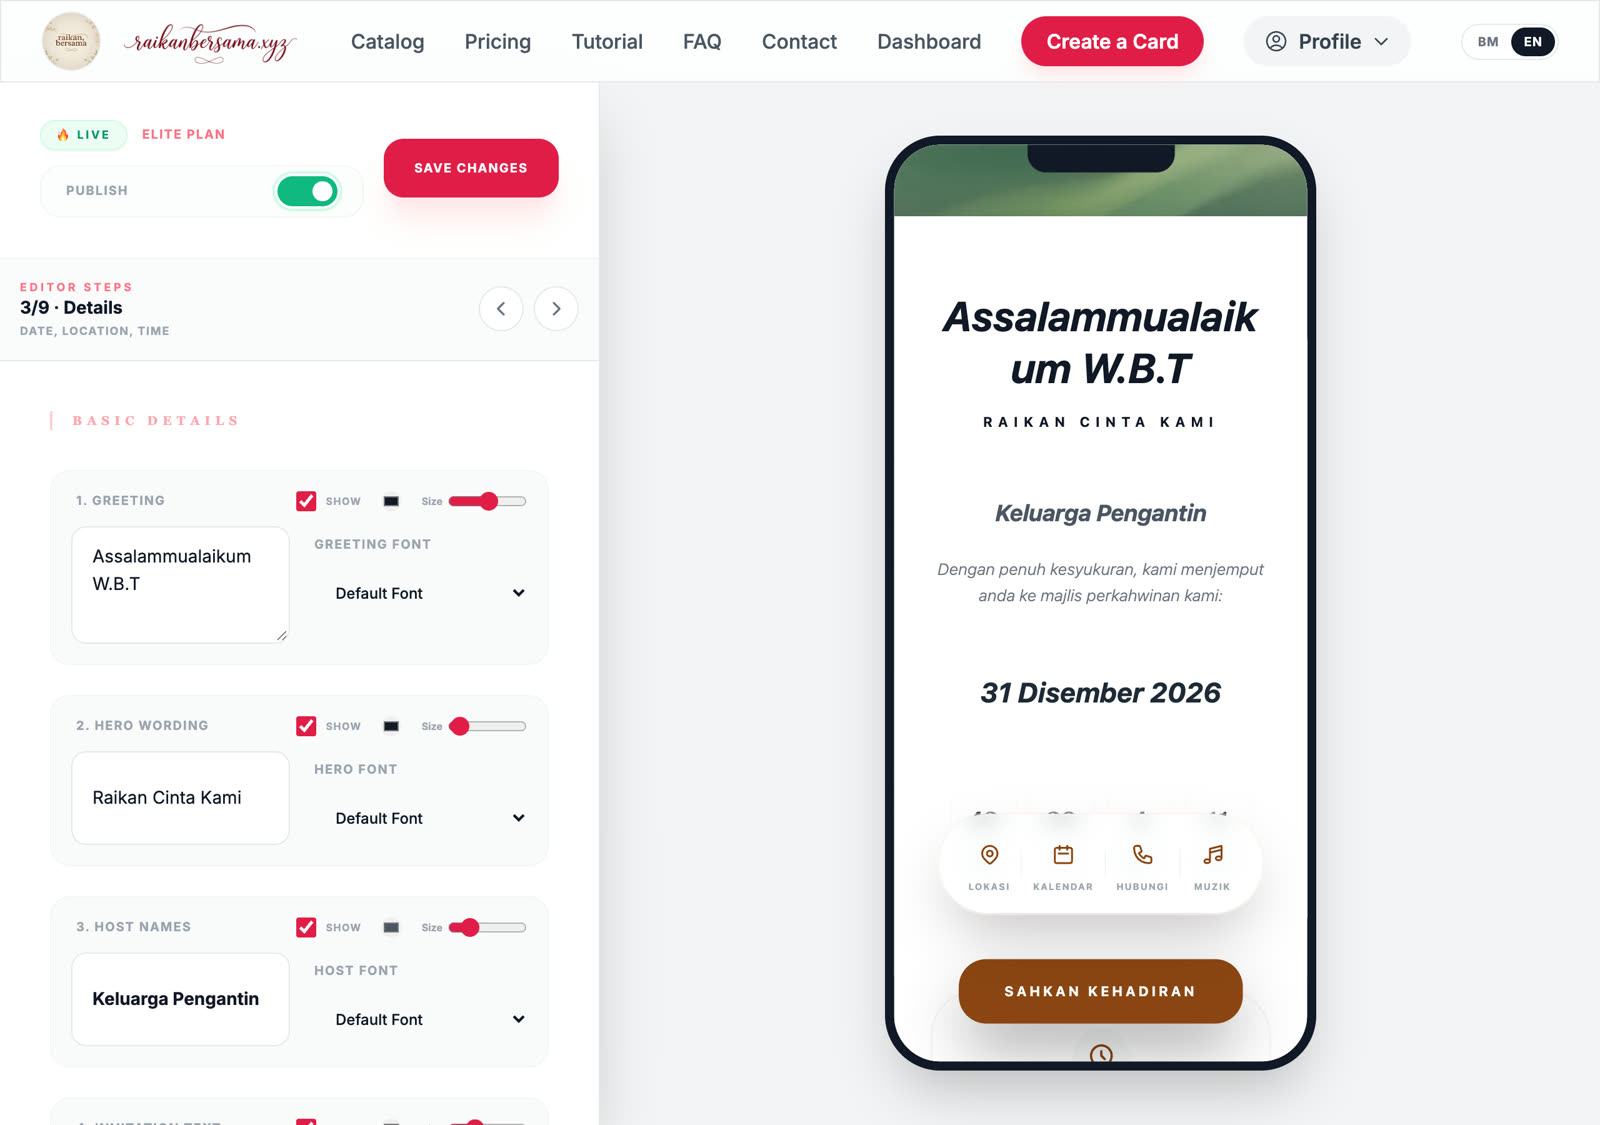 raikan
bersama
raikanbersama.xyz
Catalog
Pricing
Tutorial
FAQ
Contact
Dashboard
Create a Card
Profile
BM
EN
🔥 LIVE
ELITE PLAN
PUBLISH
SAVE CHANGES
EDITOR STEPS
3/9 · Details
DATE, LOCATION, TIME
BASIC DETAILS
1. GREETING
SHOW
Size
Assalammualaikum
W.B.T
GREETING FONT
Default Font
2. HERO WORDING
SHOW
Size
Raikan Cinta Kami
HERO FONT
Default Font
3. HOST NAMES
SHOW
Size
Keluarga Pengantin
HOST FONT
Default Font
Assalammualaik
um W.B.T
RAIKAN CINTA KAMI
Keluarga Pengantin
Dengan penuh kesyukuran, kami menjemput
anda ke majlis perkahwinan kami:
31 Disember 2026
LOKASI
KALENDAR
HUBUNGI
MUZIK
SAHKAN KEHADIRAN